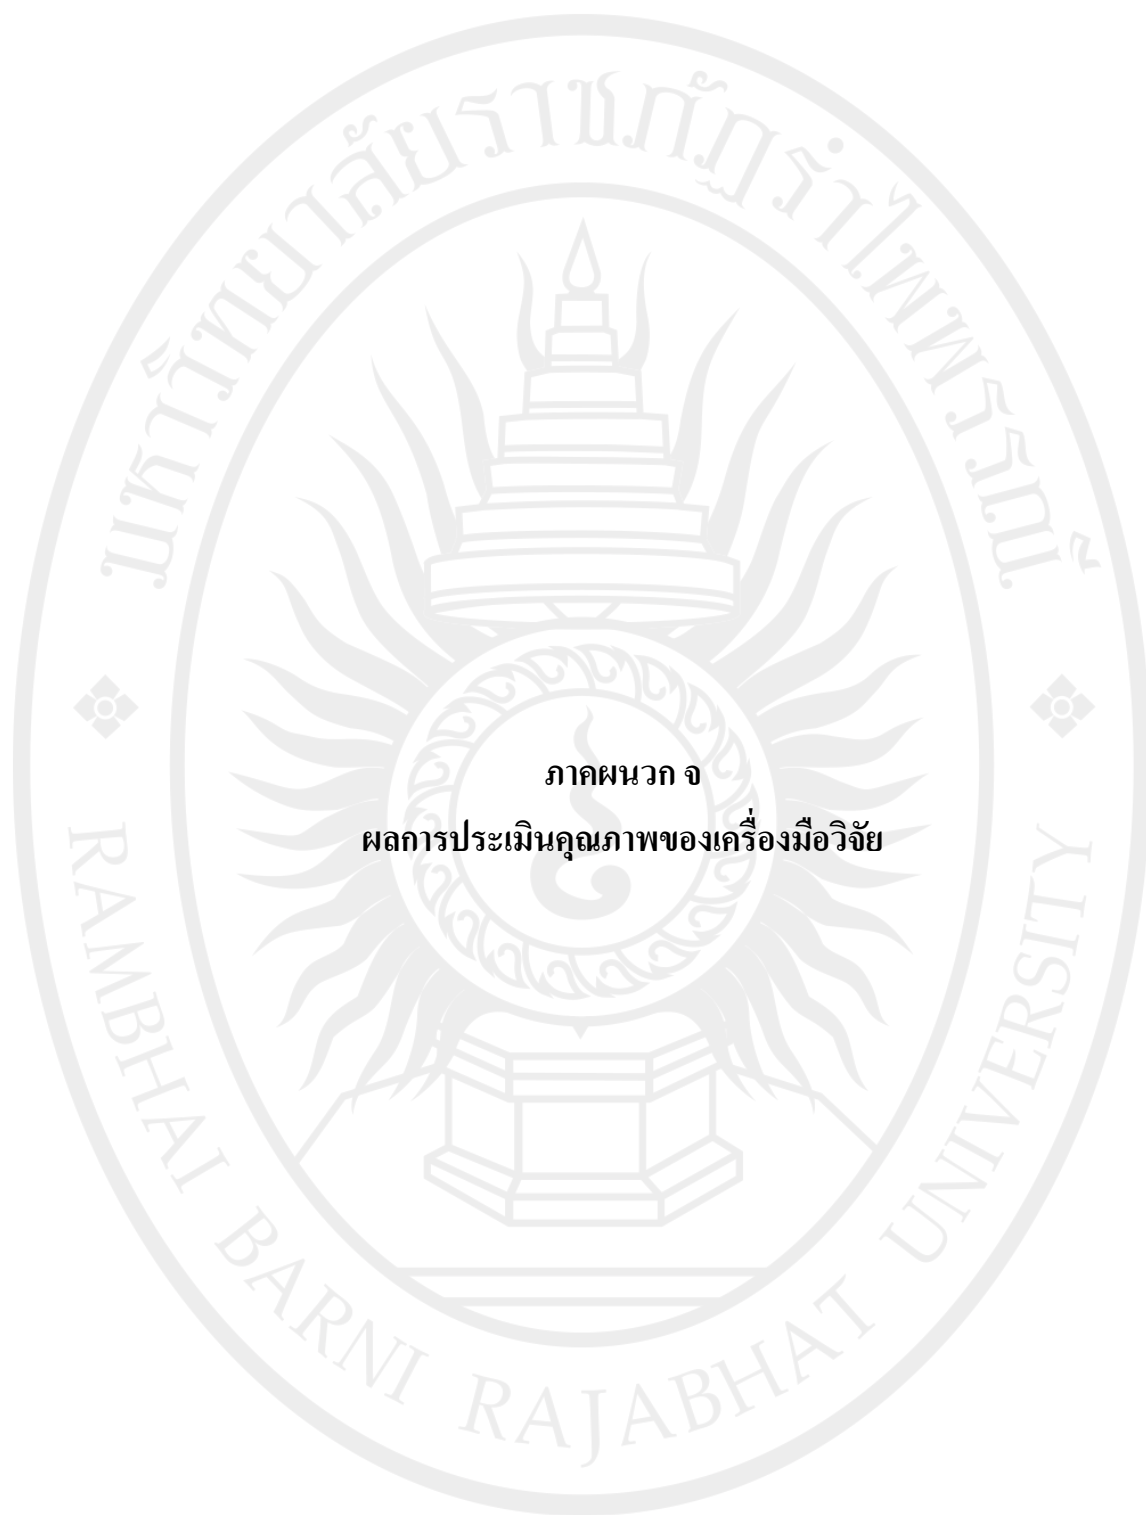 มหาวิทยาลัยราชภัฏรำไพพรรณี
ภาคผนวก จ
ผลการประเมินคุณภาพของเครื่องมือวิจัย
RAMBHAI BARNI RAJABHAT UNIVERSITY